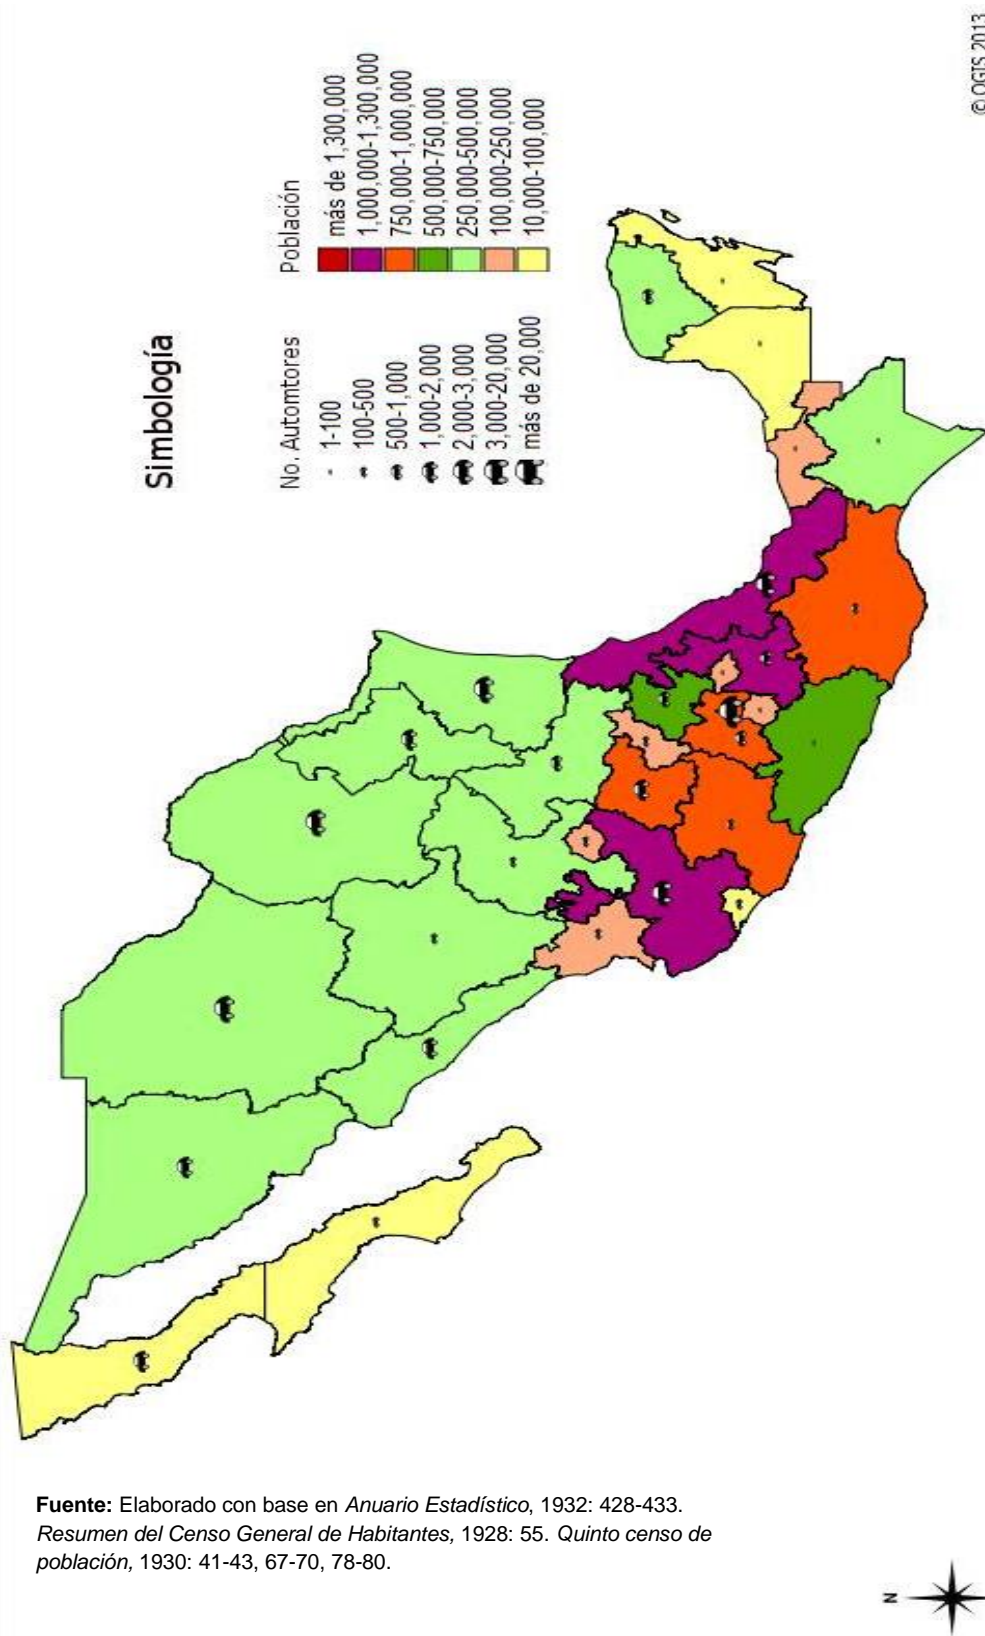 Simbología
No. Automtores
1-100
100-500
500-1,000
1,000-2,000
2,000-3,000
3,000-20,000
más de 20,000
Población
más de 1,300,000
1,000,000-1,300,000
750,000-1,000,000
500,000-750,000
250,000-500,000
100,000-250,000
10,000-100,000
© QGIS 2013
Fuente: Elaborado con base en Anuario Estadístico, 1932: 428-433.
Resumen del Censo General de Habitantes, 1928: 55. Quinto censo de
población, 1930: 41-43, 67-70, 78-80.
N